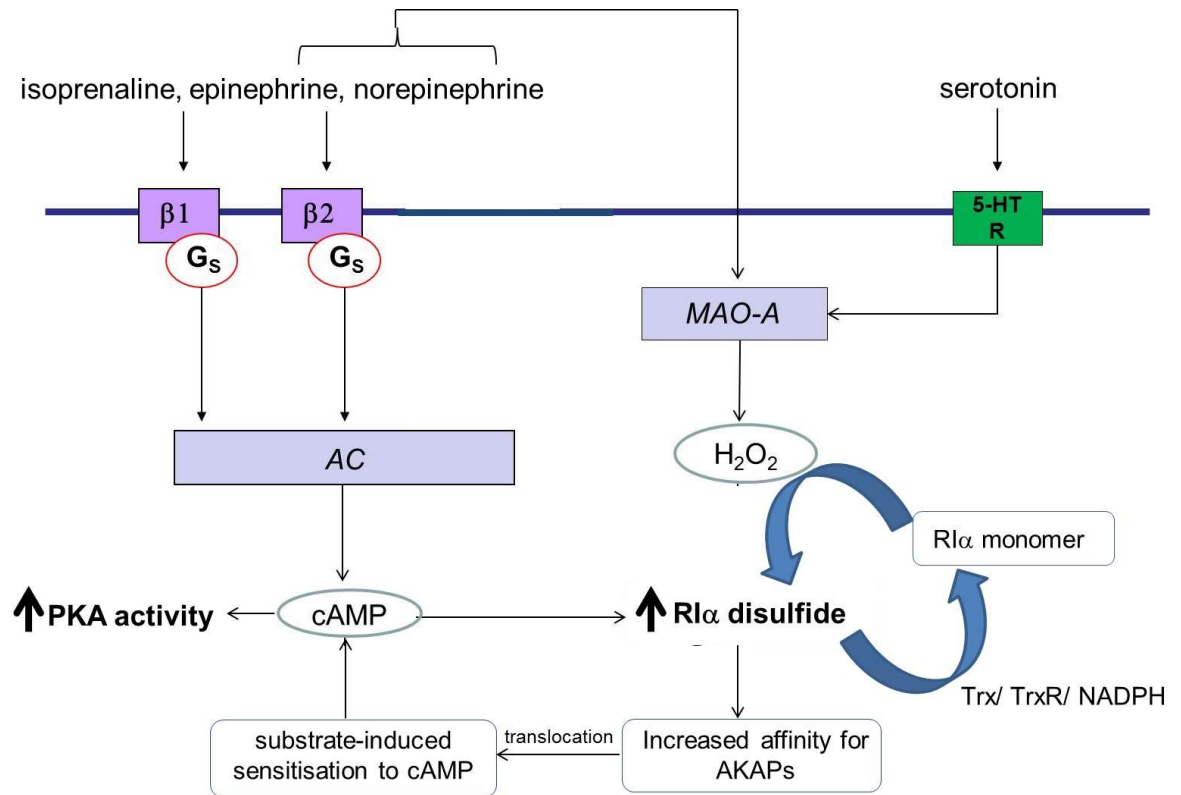 isoprenaline, epinephrine, norepinephrine
serotonin
β1
β2
5-HT
R
GS
GS
MAO-A
AC
H2O2
RIα monomer
PKA activity
cAMP
RIα disulfide
Trx/ TrxR/ NADPH
substrate-induced
sensitisation to cAMP
translocation
Increased affinity for
AKAPs